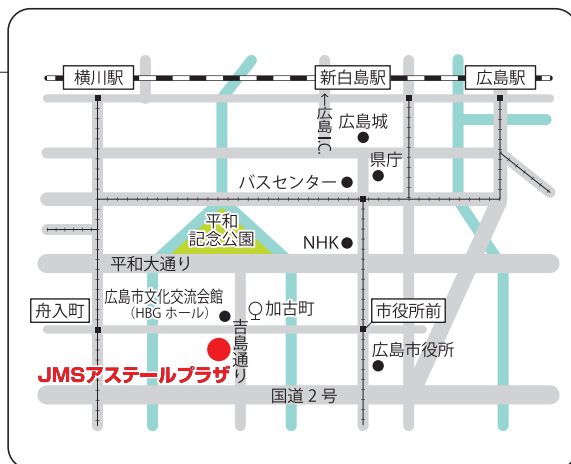 横川駅
新白島駅
広島駅
←広島I.C.
広島城
県庁
バスセンター
平和
記念公園
NHK
平和大通り
広島市文化交流会館
（HBG ホール）
加古町
舟入町
市役所前
吉島通り
広島市役所
JMSアステールプラザ
国道2号